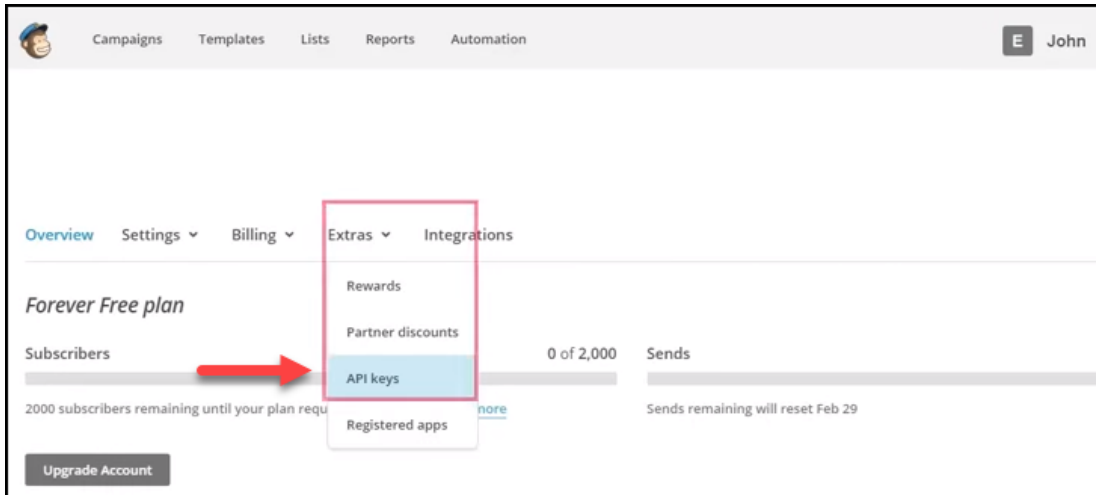 Campaigns Templates Lists Reports Automation E John
Overview Settings Billing Extras Integrations
Rewards
Forever Free plan
Partner discounts
Subscribers 0 of 2,000 Sends
API keys
2000 subscribers remaining until your plan more Sends remaining will reset Feb 29
Registered apps
Upgrade Account